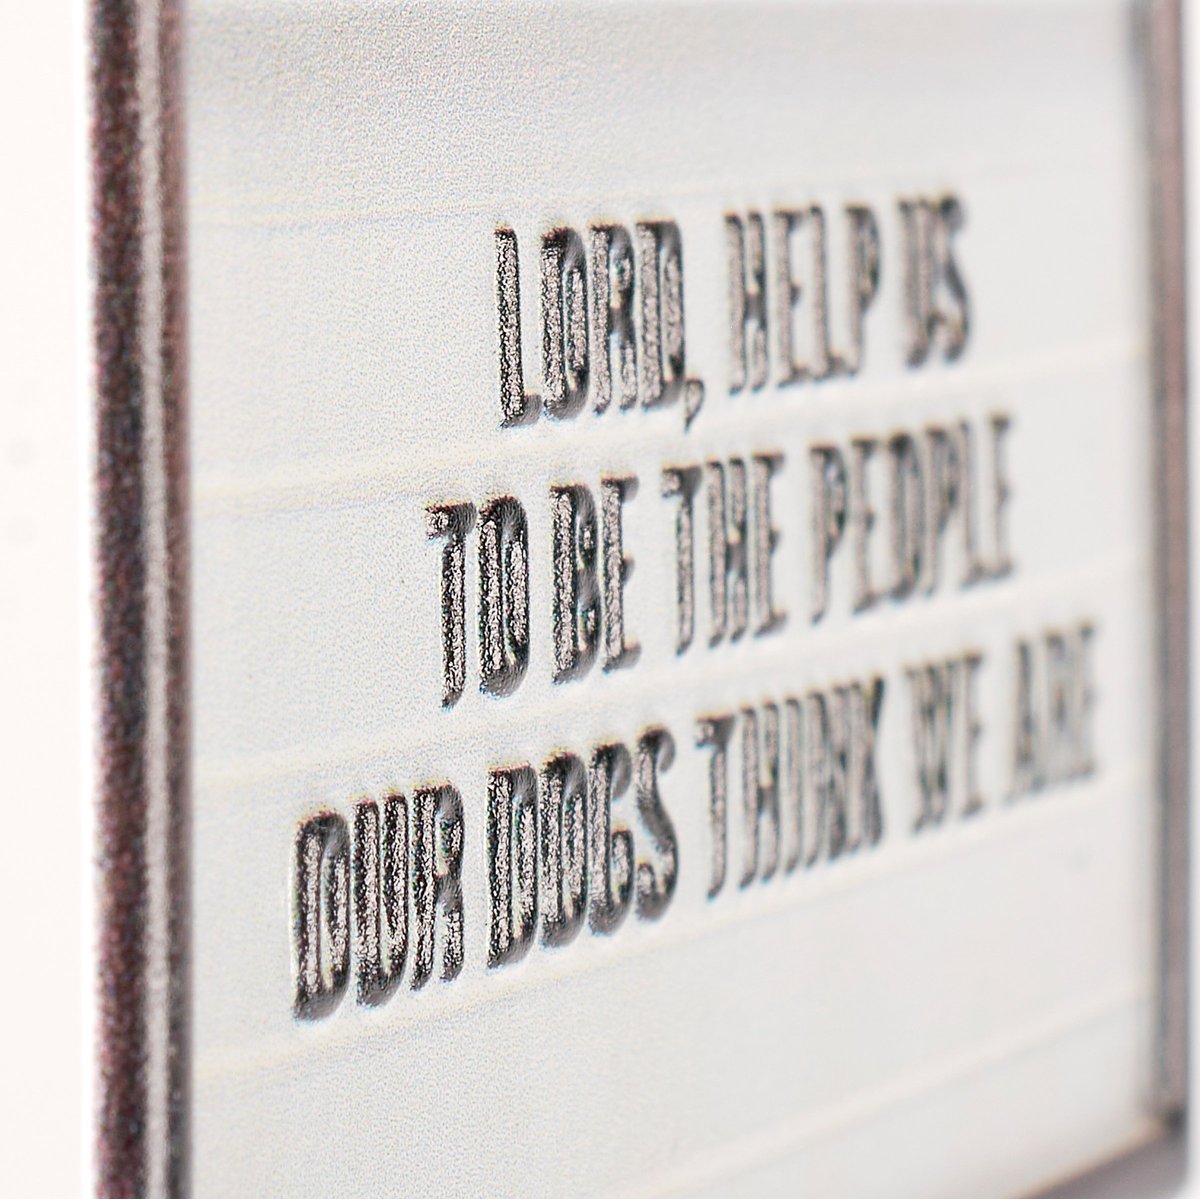 LORD, HELP US
TO BE THE PEOPLE
OUR DOGS THINK WE ARE